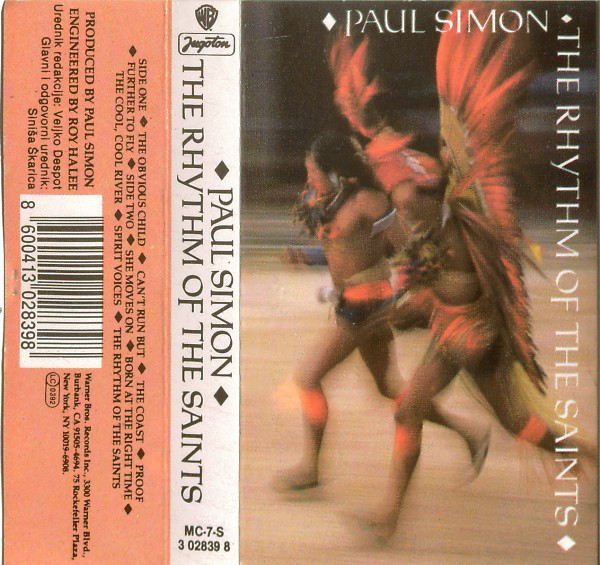 PRODUCED BY PAUL SIMON
ENGINEERED BY ROY HALEE
Urednik redakcije: Veljko Despot
Glavni i odgovorni urednik:
Siniša Škarica
8 600413 028398
SIDE ONE ♦ THE OBVIOUS CHILD ♦ CAN'T RUN BUT ♦ THE COAST ♦ PROOF
FURTHER TO FLY ♦ SIDE TWO ♦ SHE MOVES ON ♦ BORN AT THE RIGHT TIME ♦
THE COOL, COOL RIVER ♦ SPIRIT VOICES ♦ THE RHYTHM OF THE SAINTS
Warner Bros. Records Inc., 3300 Warner Blvd.,
Burbank, CA 91505-4694. 75 Rockefeller Plaza,
New York, NY 10019-6908.
LC 0392
WB
Jugoton
♦ PAUL SIMON ♦
THE RHYTHM OF THE SAINTS
MC-7-S
3 02839 8
♦ PAUL SIMON ♦
THE RHYTHM OF THE SAINTS ♦